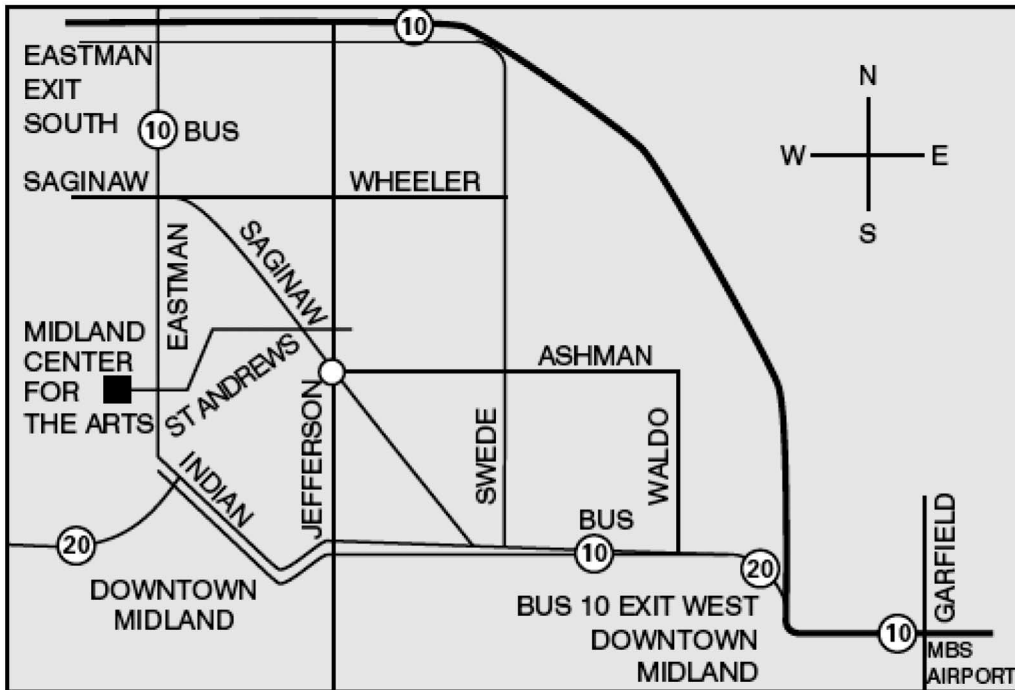 10
EASTMAN
EXIT
SOUTH
10 BUS
N
W E
S
SAGINAW
WHEELER
SAGINAW
EASTMAN
MIDLAND
CENTER
FOR
THE ARTS
ST ANDREWS
ASHMAN
JEFFERSON
SWEDE
WALDO
INDIAN
BUS
10
20
20
GARFIELD
DOWNTOWN
MIDLAND
BUS 10 EXIT WEST
DOWNTOWN
MIDLAND
10
MBS
AIRPORT